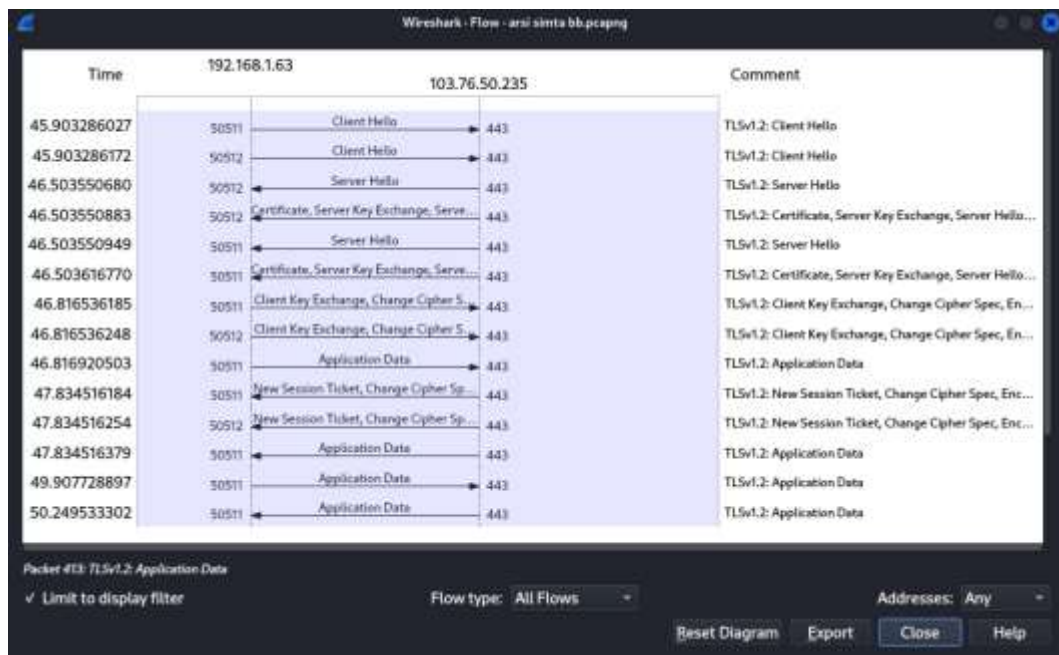 Wireshark · Flow · arsi simta bb.pcapng
Time 192.168.1.63 103.76.50.235 Comment
45.903286027 50511 Client Hello 443 TLSv1.2: Client Hello
45.903286172 50512 Client Hello 443 TLSv1.2: Client Hello
46.503550680 50512 Server Hello 443 TLSv1.2: Server Hello
46.503550883 50512 Certificate, Server Key Exchange, Serve... 443 TLSv1.2: Certificate, Server Key Exchange, Server Hello...
46.503550949 50511 Server Hello 443 TLSv1.2: Server Hello
46.503616770 50511 Certificate, Server Key Exchange, Serve... 443 TLSv1.2: Certificate, Server Key Exchange, Server Hello...
46.816536185 50511 Client Key Exchange, Change Cipher S... 443 TLSv1.2: Client Key Exchange, Change Cipher Spec, En...
46.816536248 50512 Client Key Exchange, Change Cipher S... 443 TLSv1.2: Client Key Exchange, Change Cipher Spec, En...
46.816920503 50511 Application Data 443 TLSv1.2: Application Data
47.834516184 50511 New Session Ticket, Change Cipher Sp... 443 TLSv1.2: New Session Ticket, Change Cipher Spec, Enc...
47.834516254 50512 New Session Ticket, Change Cipher Sp... 443 TLSv1.2: New Session Ticket, Change Cipher Spec, Enc...
47.834516379 50511 Application Data 443 TLSv1.2: Application Data
49.907728897 50511 Application Data 443 TLSv1.2: Application Data
50.249533302 50511 Application Data 443 TLSv1.2: Application Data
Packet 413: TLSv1.2: Application Data
Limit to display filter Flow type: All Flows Addresses: Any
Reset Diagram Export Close Help